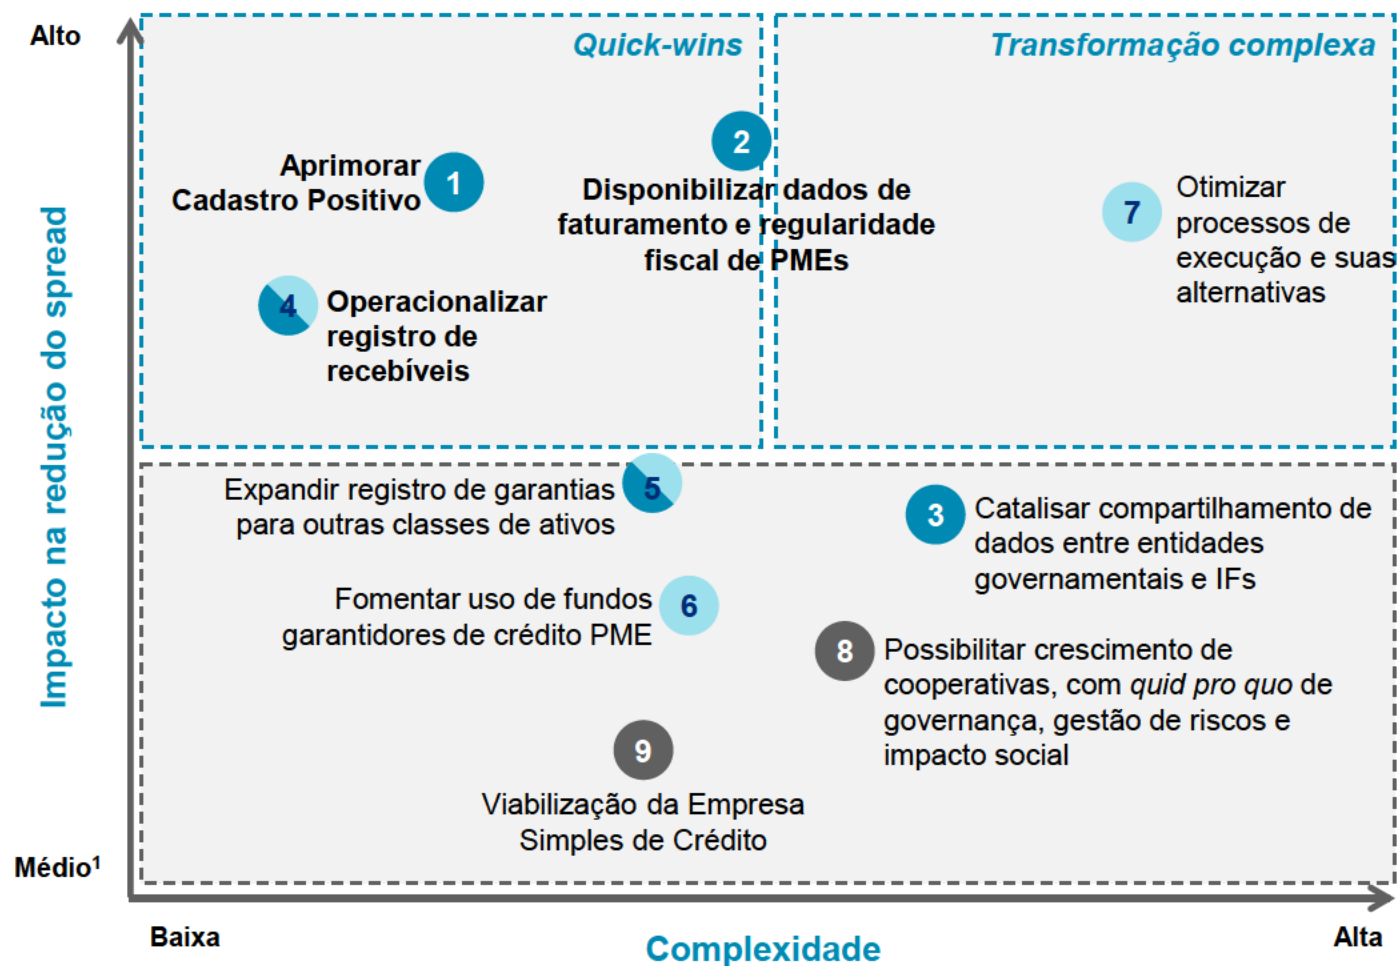 Alto
Quick-wins
Transformação complexa
2
Aprimorar
Cadastro Positivo
1
Disponibilizar dados de
faturamento e regularidade
fiscal de PMEs
7
Otimizar
processos de
execução e suas
alternativas
4
Operacionalizar
registro de
recebíveis
Impacto na redução do spread
Expandir registro de garantias
para outras classes de ativos
5
3
Catalisar compartilhamento de
dados entre entidades
governamentais e IFs
Fomentar uso de fundos
garantidores de crédito PME
6
8
Possibilitar crescimento de
cooperativas, com quid pro quo de
governança, gestão de riscos e
impacto social
9
Viabilização da Empresa
Simples de Crédito
Médio¹
Baixa
Complexidade
Alta